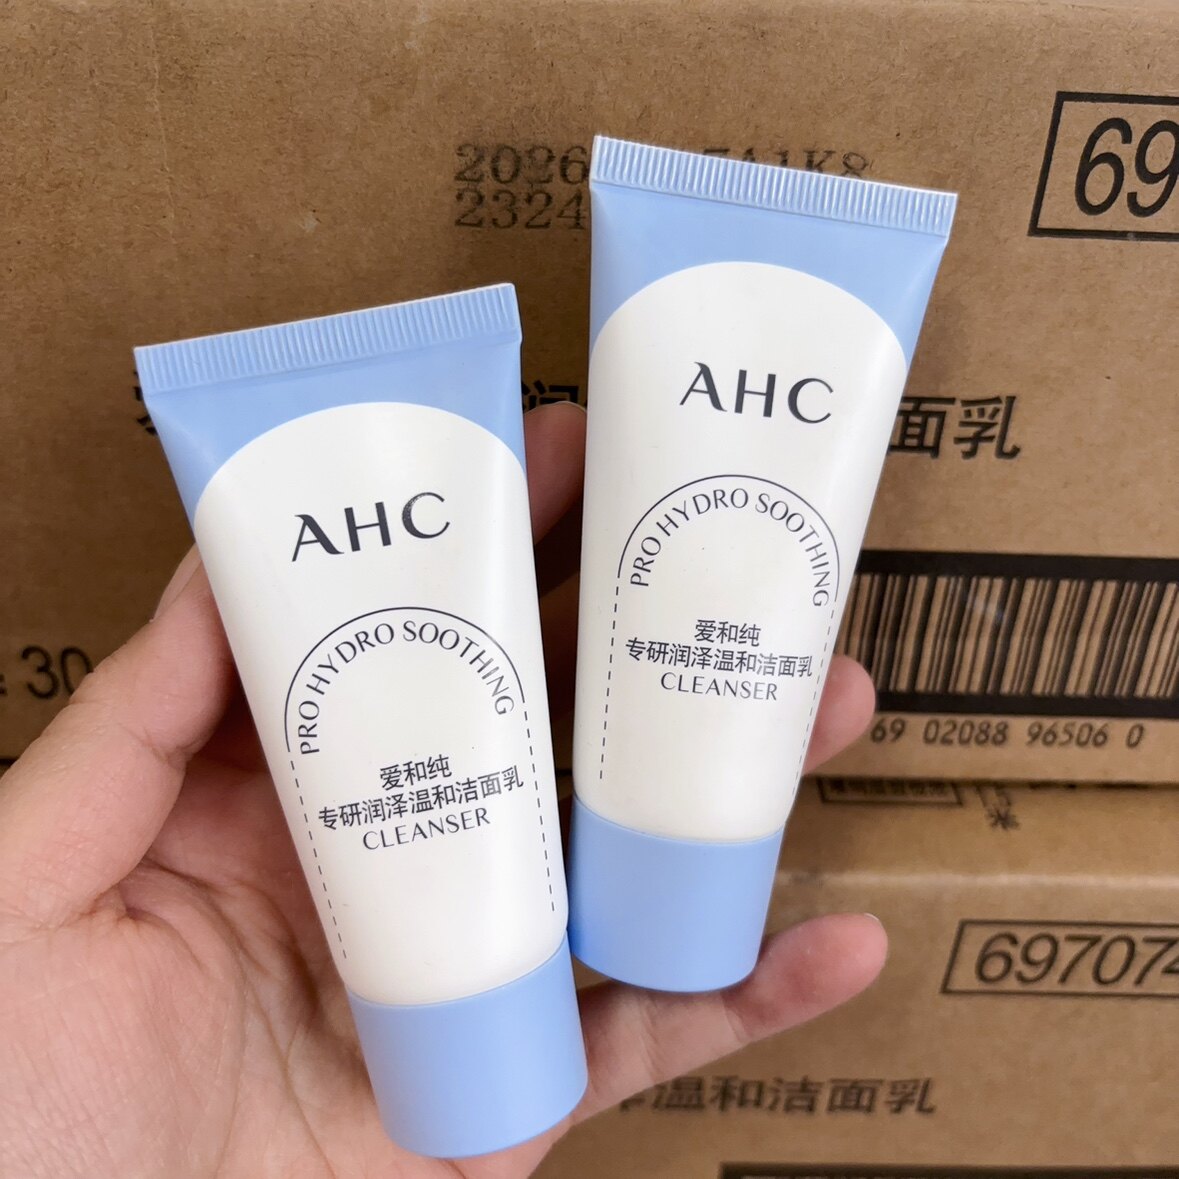 2026
2324
69
AHC
面乳
PRO HYDRO SOOTHING
爱和纯
专研润泽温和洁面乳
CLEANSER
AHC
PRO HYDRO SOOTHING
爱和纯
专研润泽温和洁面乳
CLEANSER
30
69 02088 96506 0
697074
温和洁面乳